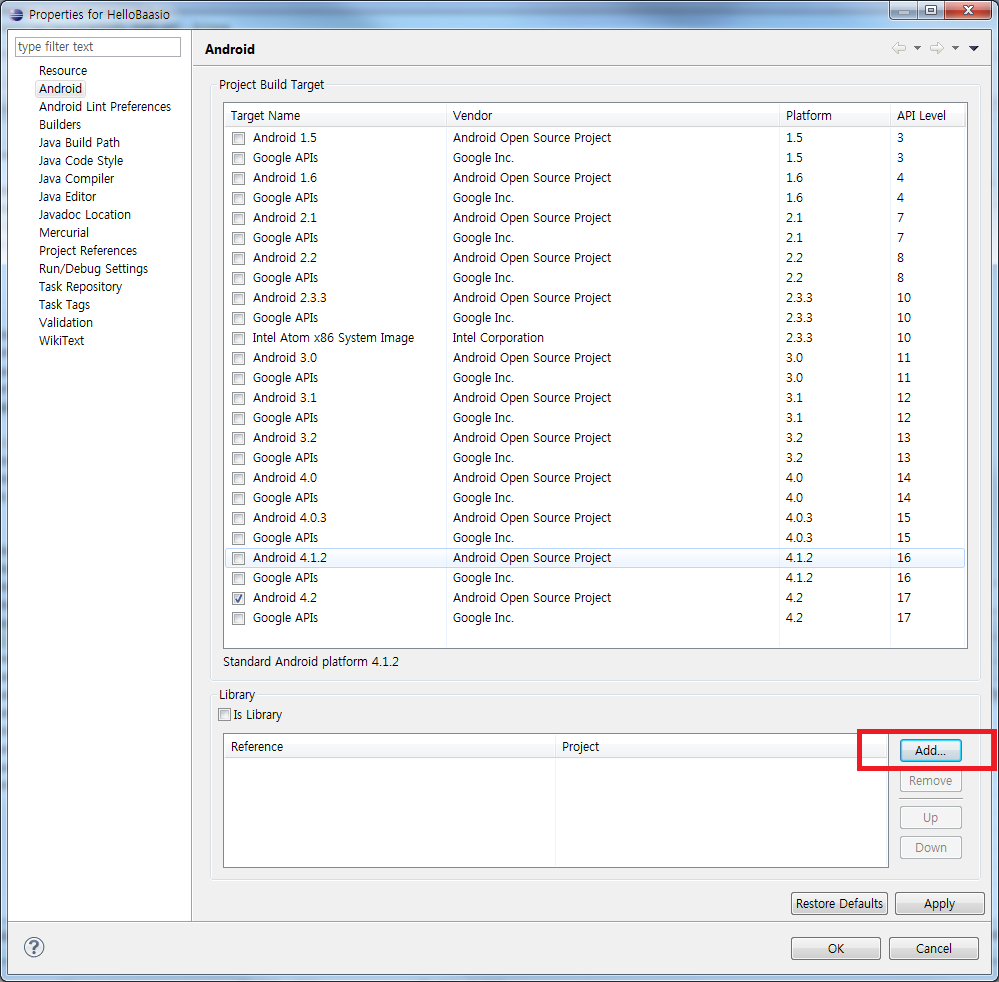 Properties for HelloBaasio
type filter text
Resource
Android
Android Lint Preferences
Builders
Java Build Path
Java Code Style
Java Compiler
Java Editor
Javadoc Location
Mercurial
Project References
Run/Debug Settings
Task Repository
Task Tags
Validation
WikiText
Android
Project Build Target
Target Name Vendor Platform API Level
Android 1.5 Android Open Source Project 1.5 3
Google APIs Google Inc. 1.5 3
Android 1.6 Android Open Source Project 1.6 4
Google APIs Google Inc. 1.6 4
Android 2.1 Android Open Source Project 2.1 7
Google APIs Google Inc. 2.1 7
Android 2.2 Android Open Source Project 2.2 8
Google APIs Google Inc. 2.2 8
Android 2.3.3 Android Open Source Project 2.3.3 10
Google APIs Google Inc. 2.3.3 10
Intel Atom x86 System Image Intel Corporation 2.3.3 10
Android 3.0 Android Open Source Project 3.0 11
Google APIs Google Inc. 3.0 11
Android 3.1 Android Open Source Project 3.1 12
Google APIs Google Inc. 3.1 12
Android 3.2 Android Open Source Project 3.2 13
Google APIs Google Inc. 3.2 13
Android 4.0 Android Open Source Project 4.0 14
Google APIs Google Inc. 4.0 14
Android 4.0.3 Android Open Source Project 4.0.3 15
Google APIs Google Inc. 4.0.3 15
Android 4.1.2 Android Open Source Project 4.1.2 16
Google APIs Google Inc. 4.1.2 16
Android 4.2 Android Open Source Project 4.2 17
Google APIs Google Inc. 4.2 17
Standard Android platform 4.1.2
Library
Is Library
Reference Project
Add...
Remove
Up
Down
Restore Defaults Apply
? OK Cancel